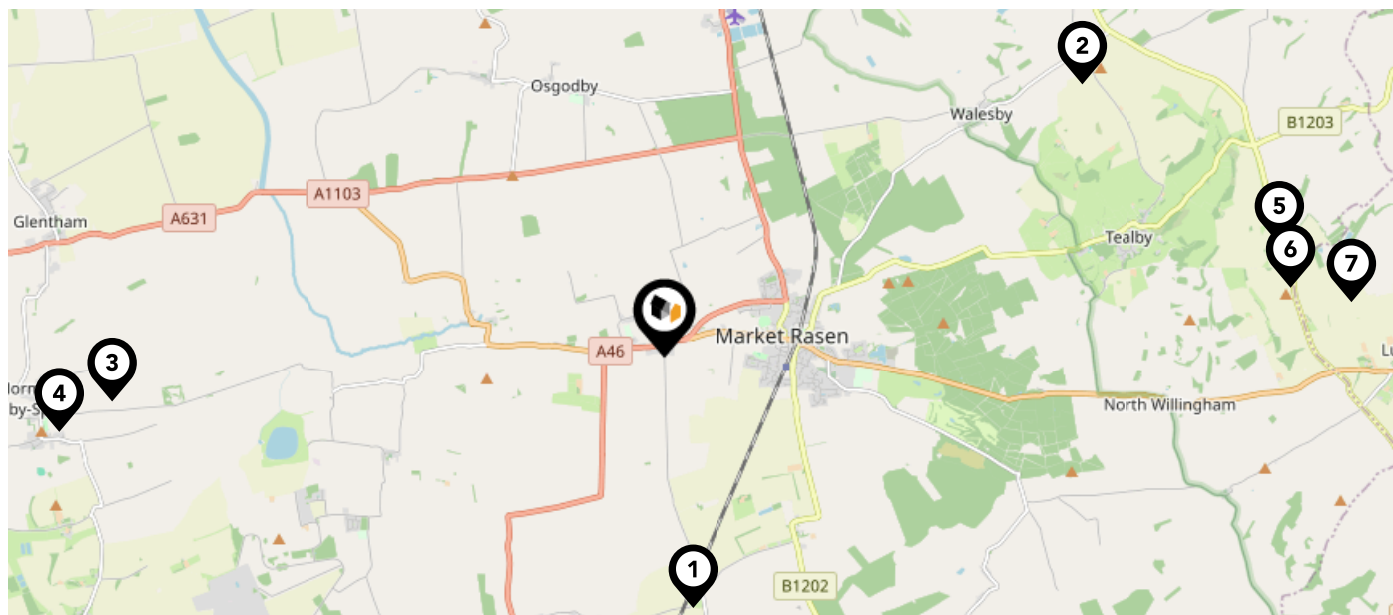 2
Osgodby
Walesby
B1203
A1103
5
A631
Glentham
Tealby
6
7
Market Rasen
A46
3
4
North Willingham
1
B1202